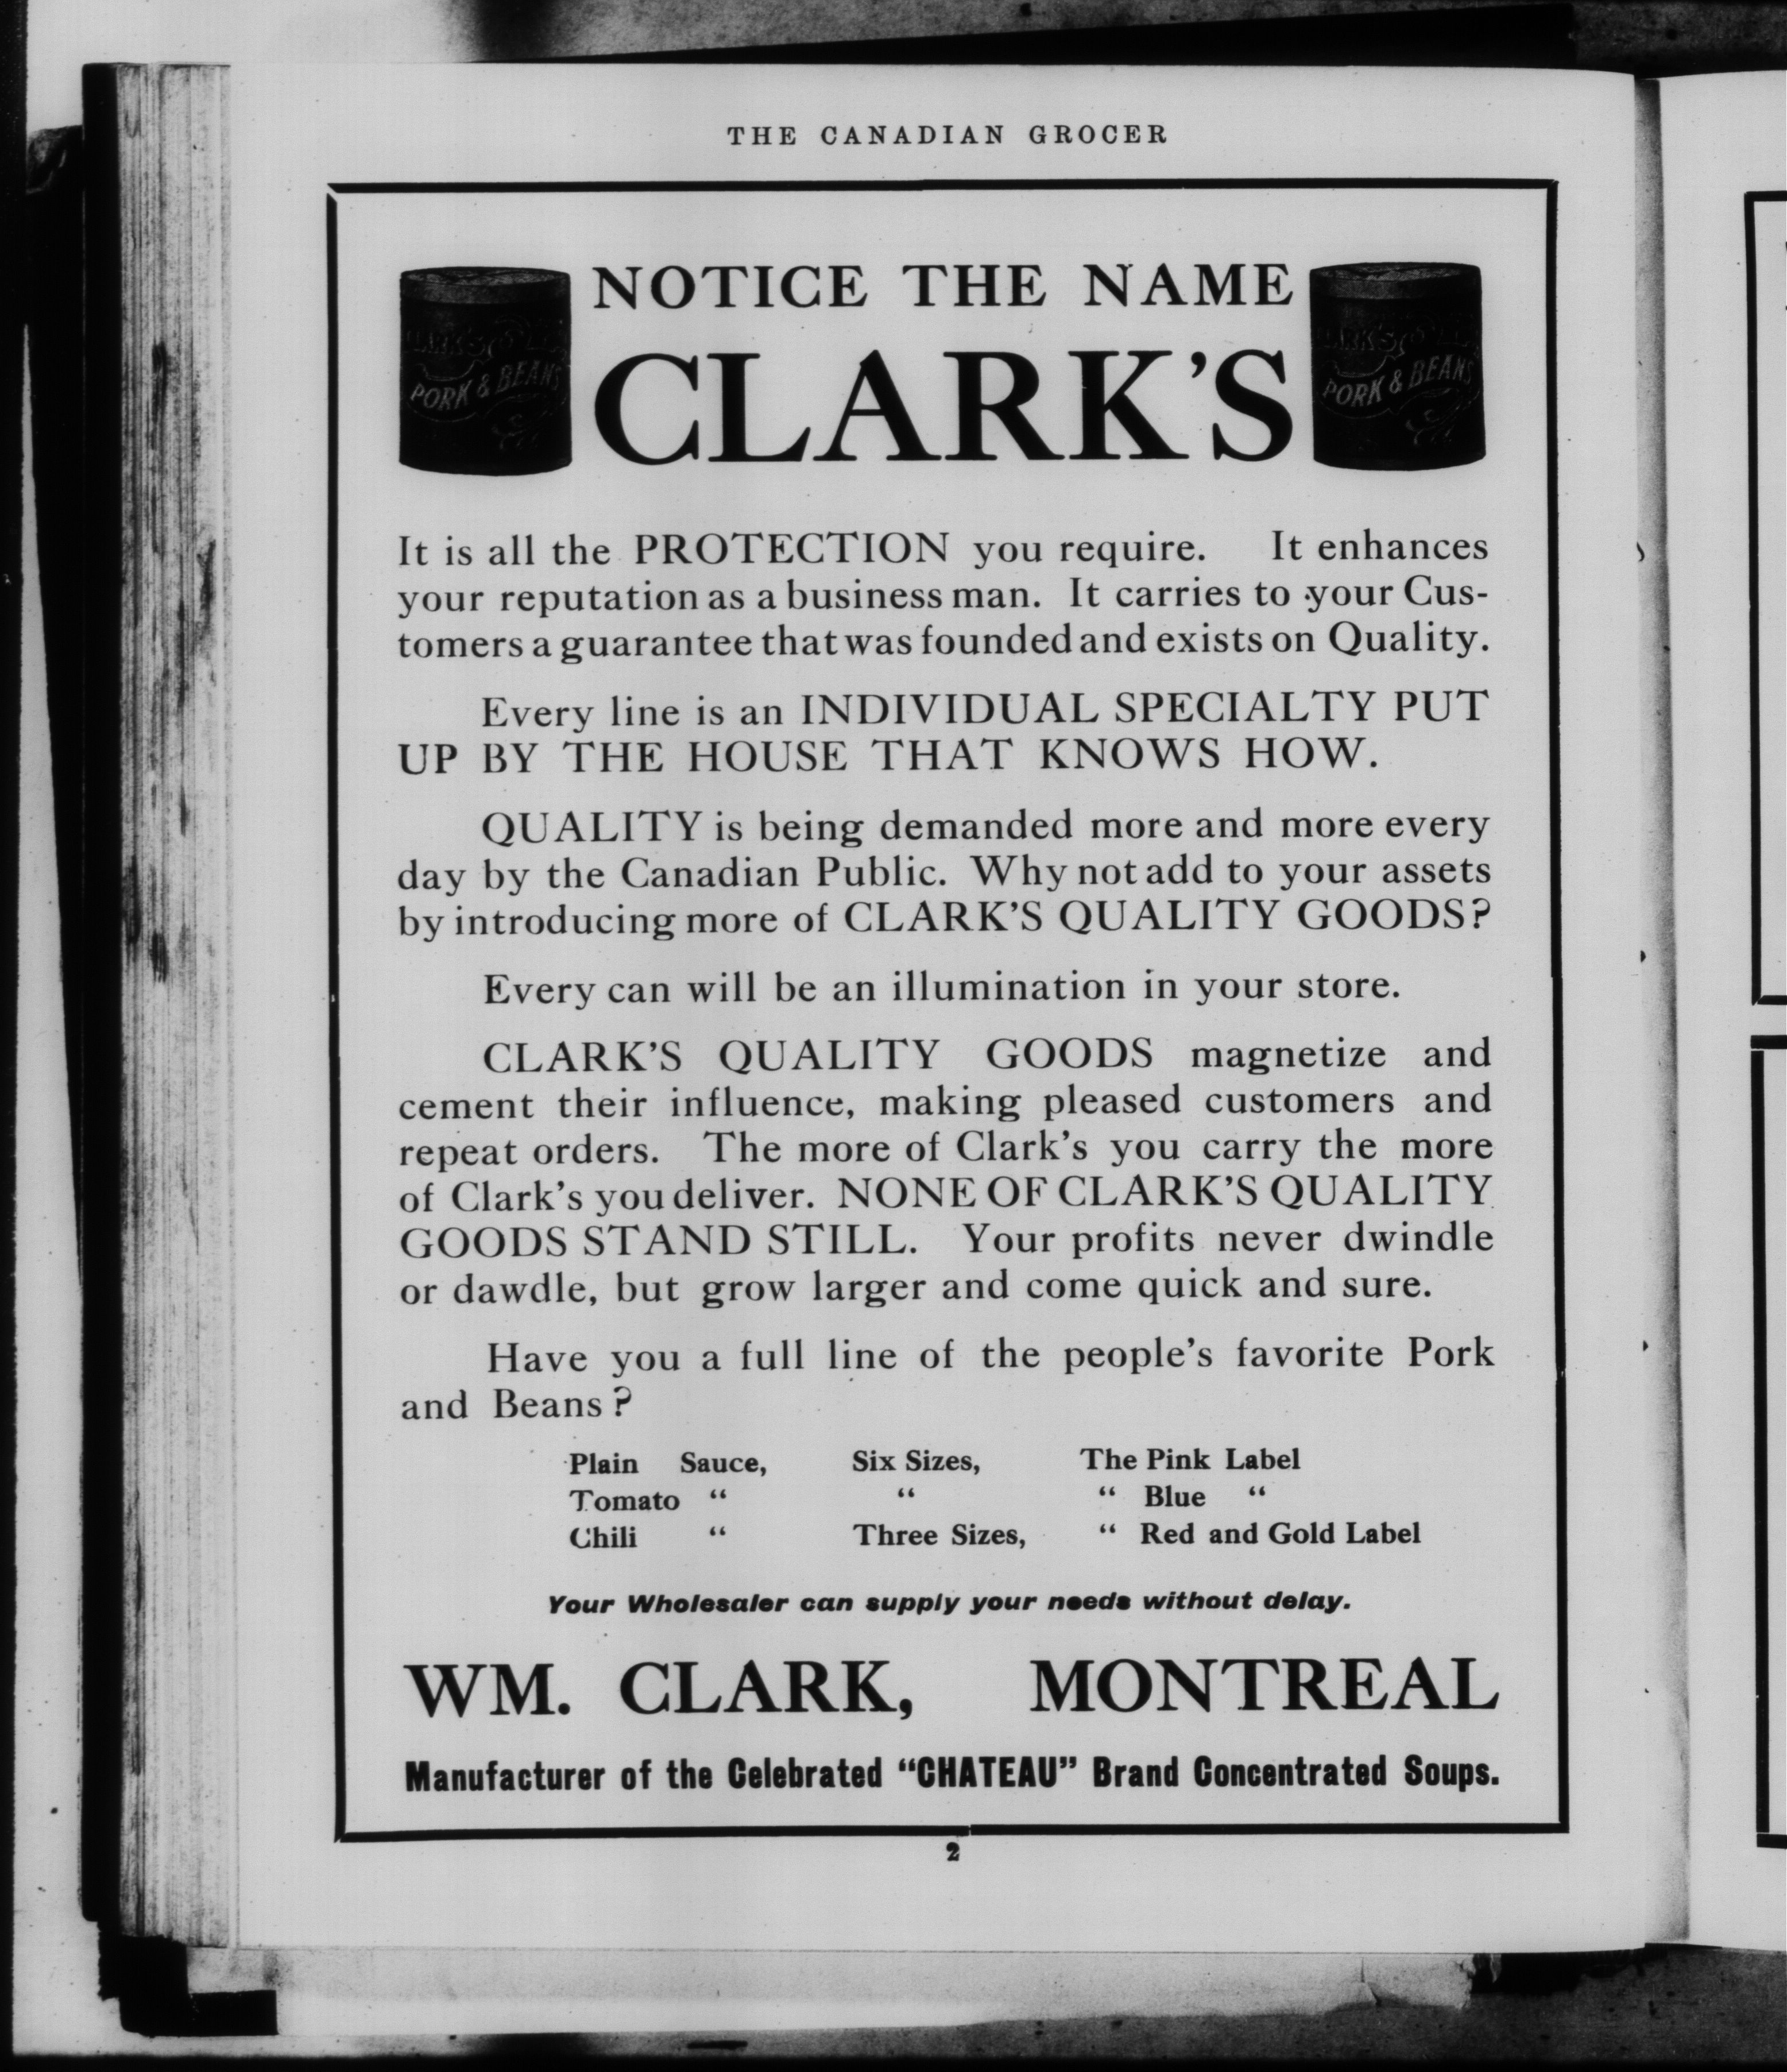 THE CANADIAN GROCER
NOTICE THE NAME
CLARK'S
PORK & BEANS
PORK & BEANS
It is all the PROTECTION you require. It enhances
your reputation as a business man. It carries to your Cus-
tomers a guarantee that was founded and exists on Quality.
Every line is an INDIVIDUAL SPECIALTY PUT
UP BY THE HOUSE THAT KNOWS HOW.
QUALITY is being demanded more and more every
day by the Canadian Public. Why not add to your assets
by introducing more of CLARK'S QUALITY GOODS?
Every can will be an illumination in your store.
CLARK'S QUALITY GOODS magnetize and
cement their influence, making pleased customers and
repeat orders. The more of Clark's you carry the more
of Clark's you deliver. NONE OF CLARK'S QUALITY
GOODS STAND STILL. Your profits never dwindle
or dawdle, but grow larger and come quick and sure.
Have you a full line of the people's favorite Pork
and Beans?
Plain Sauce, Six Sizes, The Pink Label
Tomato " " " Blue "
Chili " Three Sizes, " Red and Gold Label
Your Wholesaler can supply your needs without delay.
WM. CLARK, MONTREAL
Manufacturer of the Celebrated "CHATEAU" Brand Concentrated Soups.
2